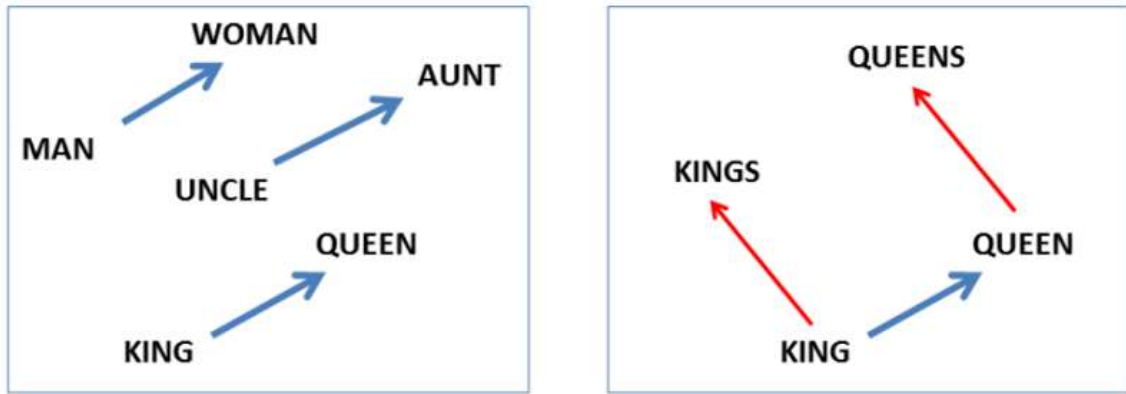 WOMAN
AUNT
MAN
UNCLE
QUEEN
KING
QUEENS
KINGS
QUEEN
KING